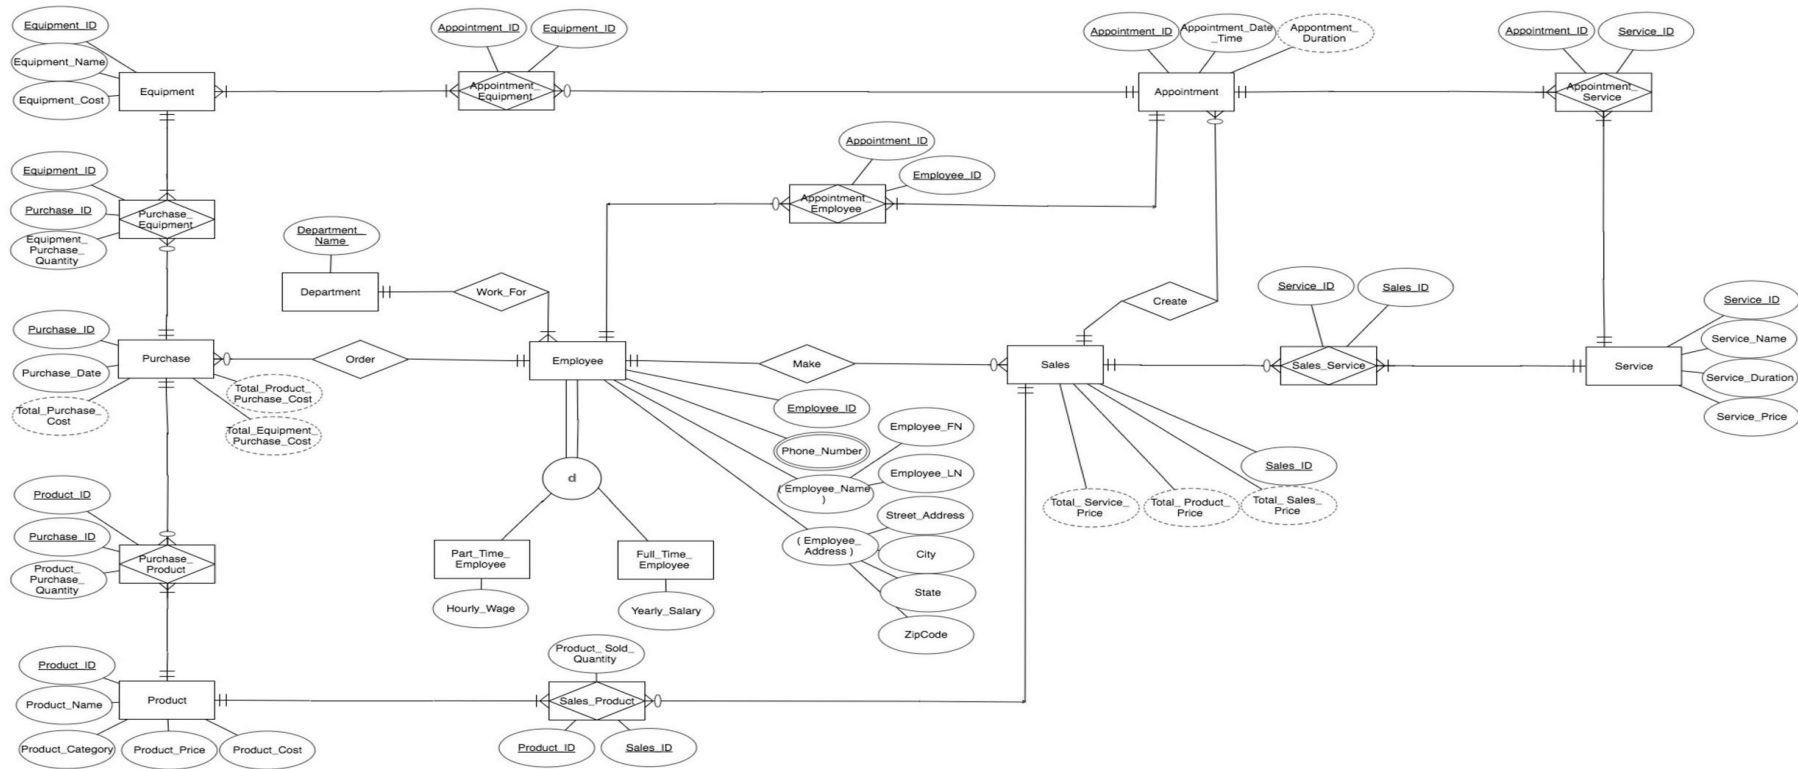 Equipment_ID
Equipment_Name
Equipment_Cost
Equipment
Appointment_ID
Equipment_ID
Appointment_
Equipment
Appointment_ID
Appointment_Date
_Time
Appontment_
Duration
Appointment
Appointment_ID
Service_ID
Appointment_
Service
Equipment_ID
Purchase_ID
Equipment_
Purchase_
Quantity
Purchase_
Equipment
Appointment_ID
Employee_ID
Appointment_
Employee
Department_
Name
Department
Work_For
Create
Service_ID
Sales_ID
Sales_Service
Service_ID
Service_Name
Service_Duration
Service_Price
Service
Purchase_ID
Purchase_Date
Total_Purchase_
Cost
Purchase
Total_Product_
Purchase_Cost
Total_Equipment_
Purchase_Cost
Order
Employee
Make
Sales
Employee_ID
Phone_Number
( Employee_Name
)
Employee_FN
Employee_LN
( Employee_
Address )
Street_Address
City
State
ZipCode
Sales_ID
Total_ Service_
Price
Total_ Product_
Price
Total_ Sales_
Price
d
Part_Time_
Employee
Hourly_Wage
Full_Time_
Employee
Yearly_Salary
Product_ID
Purchase_ID
Product_
Purchase_
Quantity
Purchase_
Product
Product_ID
Product_Name
Product_Category
Product_Price
Product_Cost
Product
Product_ Sold_
Quantity
Sales_Product
Product_ID
Sales_ID